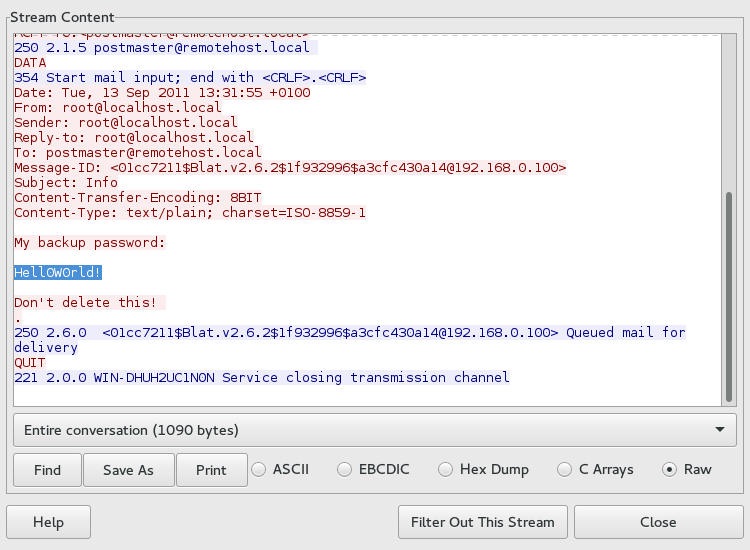 Stream Content
RCPT TO:<postmaster@remotehost.local>
250 2.1.5 postmaster@remotehost.local
DATA
354 Start mail input; end with <CRLF>.<CRLF>
Date: Tue, 13 Sep 2011 13:31:55 +0100
From: root@localhost.local
Sender: root@localhost.local
Reply-to: root@localhost.local
To: postmaster@remotehost.local
Message-ID: <01cc7211$Blat.v2.6.2$1f932996$a3cfc430a14@192.168.0.100>
Subject: Info
Content-Transfer-Encoding: 8BIT
Content-Type: text/plain; charset=ISO-8859-1
My backup password:
Hell0W0rld!
Don't delete this!
.
250 2.6.0  <01cc7211$Blat.v2.6.2$1f932996$a3cfc430a14@192.168.0.100> Queued mail for
delivery
QUIT
221 2.0.0 WIN-DHUH2UC1N0N Service closing transmission channel
Entire conversation (1090 bytes)
Find Save As Print ASCII EBCDIC Hex Dump C Arrays Raw
Help Filter Out This Stream Close